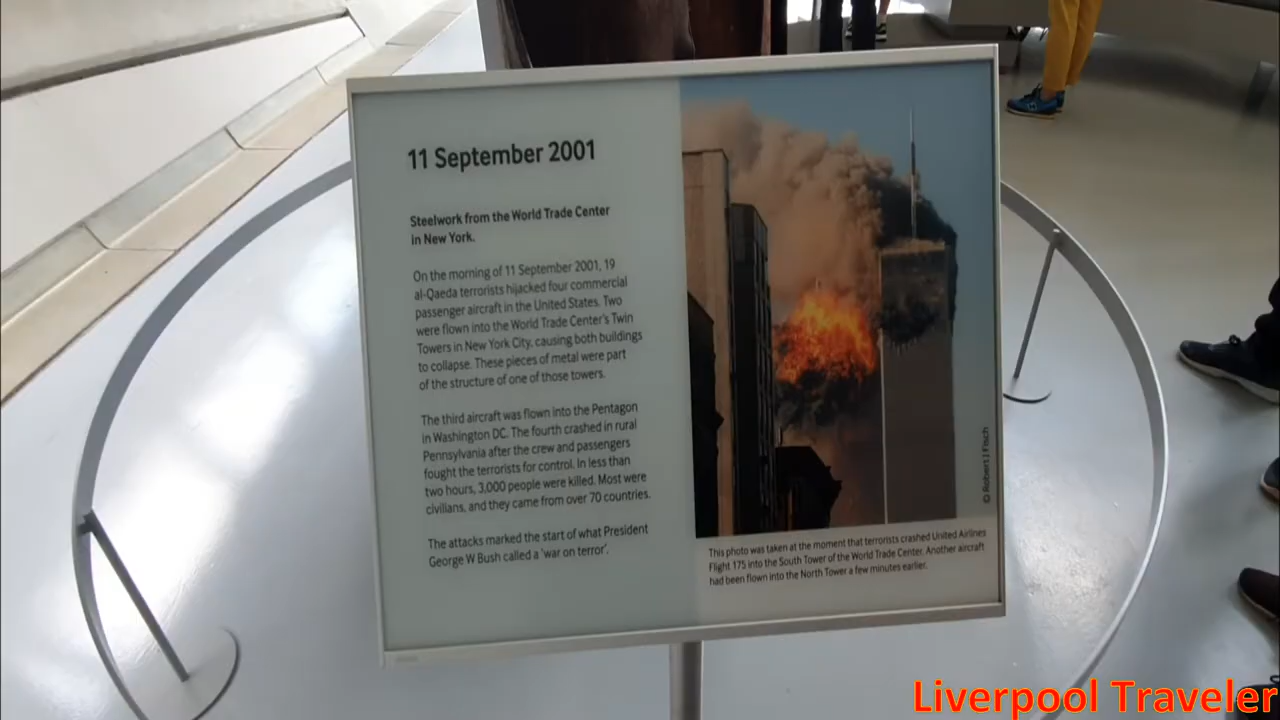 11 September 2001
Steelwork from the World Trade Center
in New York.
On the morning of 11 September 2001, 19
al-Qaeda terrorists hijacked four commercial
passenger aircraft in the United States. Two
were flown into the World Trade Center's Twin
Towers in New York City, causing both buildings
to collapse. These pieces of metal were part
of the structure of one of those towers.
The third aircraft was flown into the Pentagon
in Washington DC. The fourth crashed in rural
Pennsylvania after the crew and passengers
fought the terrorists for control. In less than
two hours, 3,000 people were killed. Most were
civilians, and they came from over 70 countries.
The attacks marked the start of what President
George W Bush called a 'war on terror'.
© Robert J Fisch
This photo was taken at the moment that terrorists crashed United Airlines
Flight 175 into the South Tower of the World Trade Center. Another aircraft
had been flown into the North Tower a few minutes earlier.
Liverpool Traveler